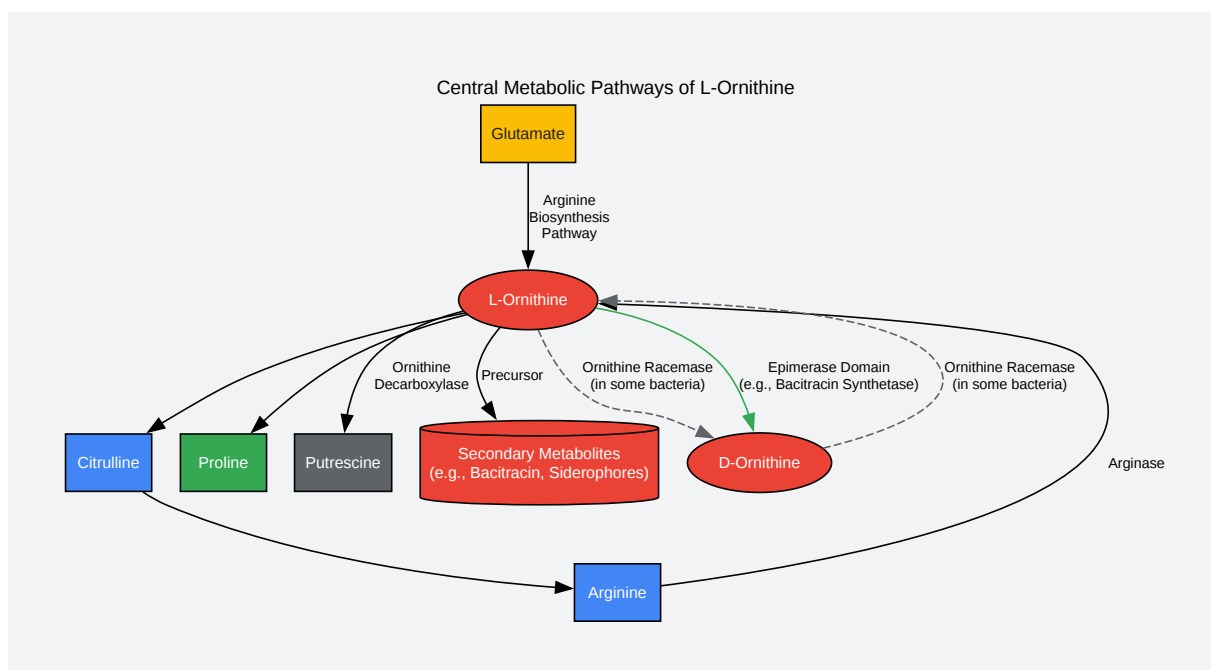 Central Metabolic Pathways of L-Ornithine
Glutamate
Arginine
Biosynthesis
Pathway
L-Ornithine
Ornithine
Decarboxylase
Precursor
Ornithine Racemase
(in some bacteria)
Epimerase Domain
(e.g., Bacitracin Synthetase)
Ornithine Racemase
(in some bacteria)
Citrulline
Proline
Putrescine
Secondary Metabolites
(e.g., Bacitracin, Siderophores)
D-Ornithine
Arginase
Arginine